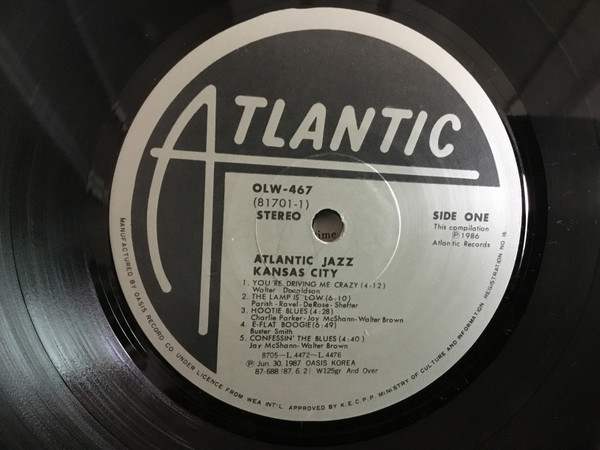 ATLANTIC
OLW-467
(81701-1)
STEREO
SIDE ONE
This compilation
℗1986
Atlantic Records
ime
ATLANTIC JAZZ
KANSAS CITY
1. YOU'RE DRIVING ME CRAZY (4:12)
Walter Donaldson
2. THE LAMP IS LOW (6:10)
Parish-Ravel-DeRose-Shefter
3. HOOTIE BLUES (4:28)
Charlie Parker-Jay McShann-Walter Brown
4. E-FLAT BOOGIE (6:49)
Buster Smith
5. CONFESSIN' THE BLUES (4:40)
Jay McShann-Walter Brown
8705-L. 4472-L. 4476
℗ Jun. 30. 1987 OASIS KOREA
87-688 (87. 6. 2) W125gr And Over
MANUFACTURED BY OASIS RECORD CO UNDER LICENCE FROM WEA INT'L. APPROVED BY K.E.C.P.P. MINISTRY OF CULTURE AND INFORMATION REGISTRATION NO 18